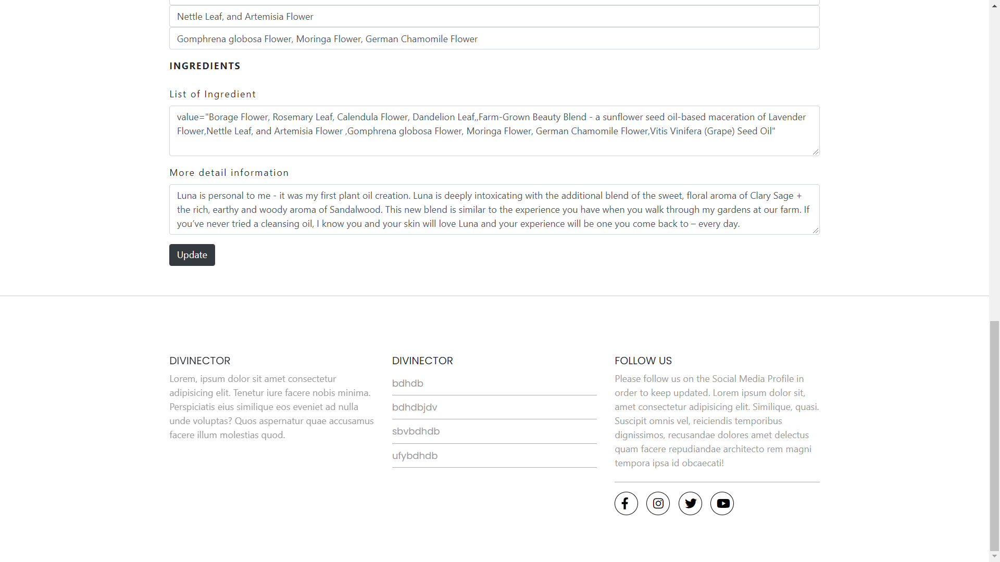 Nettle Leaf, and Artemisia Flower
Gomphrena globosa Flower, Moringa Flower, German Chamomile Flower
INGREDIENTS
List of Ingredient
value="Borage Flower, Rosemary Leaf, Calendula Flower, Dandelion Leaf,,Farm-Grown Beauty Blend - a sunflower seed oil-based maceration of Lavender
Flower,Nettle Leaf, and Artemisia Flower ,Gomphrena globosa Flower, Moringa Flower, German Chamomile Flower,Vitis Vinifera (Grape) Seed Oil"
More detail information
Luna is personal to me - it was my first plant oil creation. Luna is deeply intoxicating with the additional blend of the sweet, floral aroma of Clary Sage +
the rich, earthy and woody aroma of Sandalwood. This new blend is similar to the experience you have when you walk through my gardens at our farm. If
you’ve never tried a cleansing oil, I know you and your skin will love Luna and your experience will be one you come back to – every day.
Update
DIVINECTOR
Lorem, ipsum dolor sit amet consectetur
adipisicing elit. Tenetur iure facere nobis minima.
Perspiciatis eius similique eos eveniet ad nulla
unde voluptas? Quos aspernatur quae accusamus
facere illum molestias quod.
DIVINECTOR
bdhdb
bdhdbjdv
sbvbdhdb
ufybdhdb
FOLLOW US
Please follow us on the Social Media Profile in
order to keep updated. Lorem ipsum dolor sit,
amet consectetur adipisicing elit. Similique, quasi.
Suscipit omnis vel, reiciendis temporibus
dignissimos, recusandae dolores amet delectus
quam facere repudiandae architecto rem magni
tempora ipsa id obcaecati!